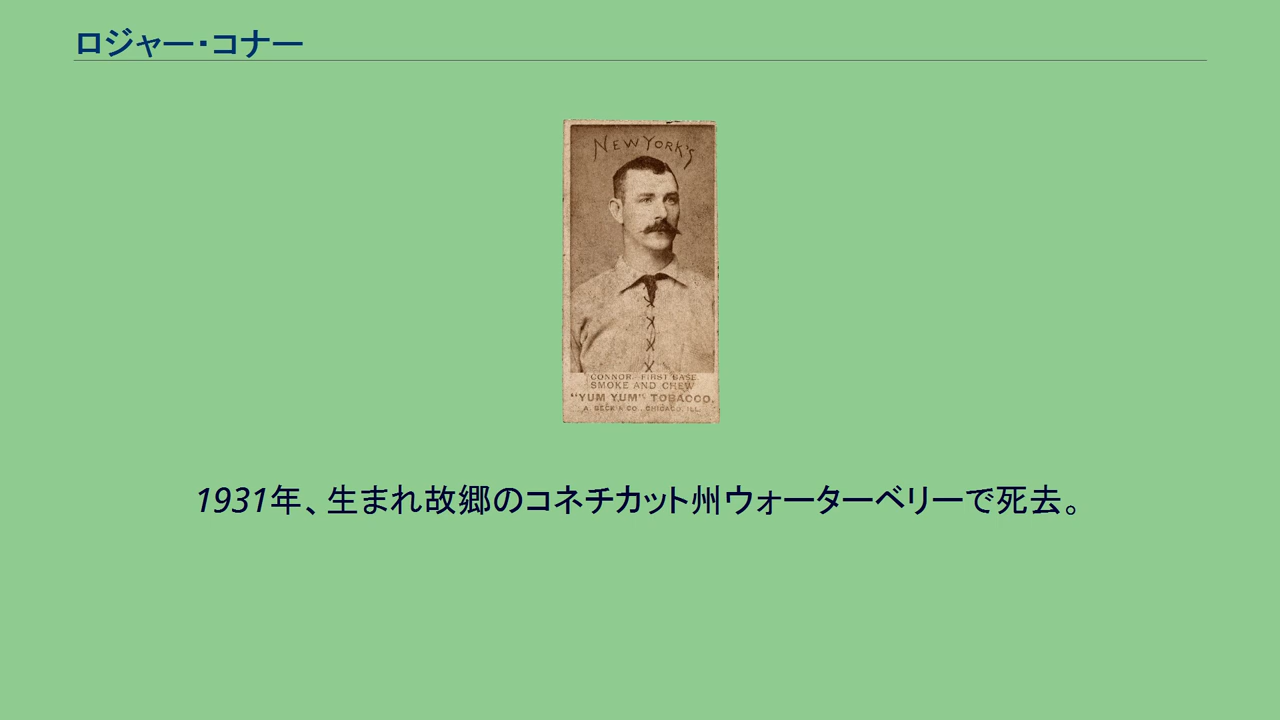 ロジャー・コナー
NEW YORK'S
CONNOR. FIRST BASE.
SMOKE AND CHEW
"YUM YUM" TOBACCO.
A. BECK & CO. CHICAGO, ILL.
1931年、生まれ故郷のコネチカット州ウォーターベリーで死去。